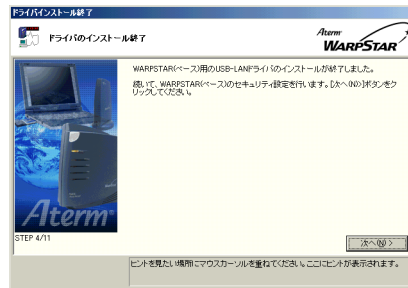 ドライバインストール終了
ドライバのインストール終了
Aterm
WARPSTAR
WARPSTAR(ベース)用のUSB-LANドライバのインストールが終了しました。
続いて、WARPSTAR(ベース)のセキュリティ設定を行います。[次へ(N)>]ボタンをク
リックしてください。
Aterm
STEP 4/11
次へ(N) >
ヒントを見たい場所にマウスカーソルを重ねてください。ここにヒントが表示されます。